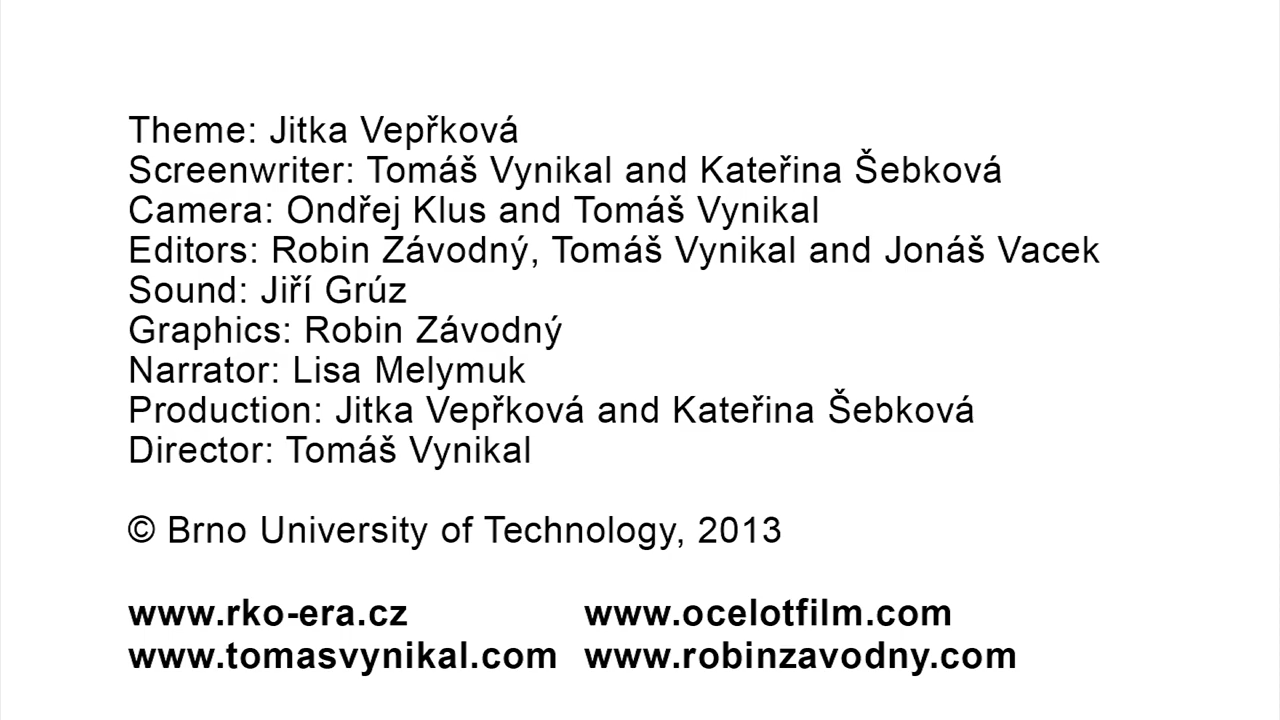 Theme: Jitka Vepřková
Screenwriter: Tomáš Vynikal and Kateřina Šebková
Camera: Ondřej Klus and Tomáš Vynikal
Editors: Robin Závodný, Tomáš Vynikal and Jonáš Vacek
Sound: Jiří Grúz
Graphics: Robin Závodný
Narrator: Lisa Melymuk
Production: Jitka Vepřková and Kateřina Šebková
Director: Tomáš Vynikal
© Brno University of Technology, 2013
www.rko-era.cz www.ocelotfilm.com
www.tomasvynikal.com www.robinzavodny.com